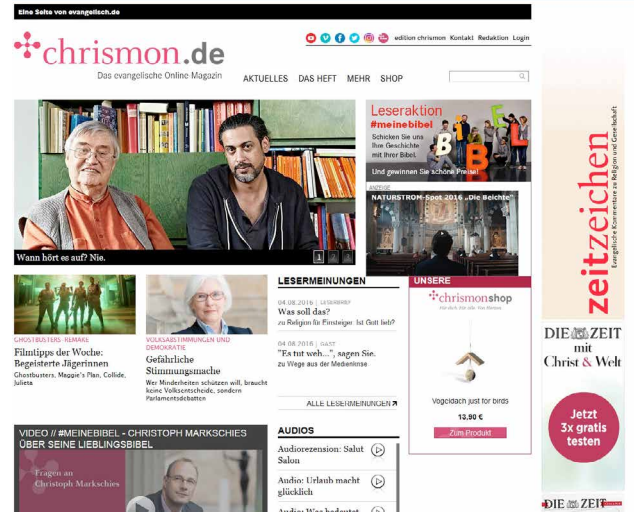 Eine Seite von evangelisch.de
chrismon.de
Das evangelische Online-Magazin
edition chrismon Kontakt Redaktion Login
AKTUELLES DAS HEFT MEHR SHOP
Wann hört es auf? Nie.
1
Leseraktion
#meinebibel
Schicken Sie uns
Ihre Geschichte
mit Ihrer Bibel.
BIBEL
Und gewinnen Sie schöne Preise!
ANZEIGE
NATURSTROM-Spot 2016 „Die Beichte"
GHOSTBUSTERS-REMAKE
Filmtipps der Woche:
Begeisterte Jägerinnen
Ghostbusters, Maggie's Plan, Collide,
Julieta
VOLKSABSTIMMUNGEN UND
DEMOKRATIE
Gefährliche
Stimmungsmache
Wer Minderheiten schützen will, braucht
keine Volksentscheide, sondern
Parlamentsdebatten
LESERMEINUNGEN
04.08.2016 | LESERBRIEF
Was soll das?
zu Religion für Einsteiger: Ist Gott lieb?
04.08.2016 | GAST
"Es tut weh...", sagen Sie.
zu Wege aus der Medienkrise
ALLE LESERMEINUNGEN
UNSERE
chrismonshop
Vogeldach just for birds
13,90 €
Zum Produkt
VIDEO // #MEINEBIBEL - CHRISTOPH MARKSCHIES
ÜBER SEINE LIEBLINGSBIBEL
Fragen an
Christoph Markschies
AUDIOS
Audiorezension: Salut
Salon
Audio: Urlaub macht
glücklich
Audio: Was bedeutet
zeitzeichen
Evangelische Kommentare zu Religion und Gesellschaft
DIE ZEIT
mit
Christ & Welt
Jetzt
3x gratis
testen
DIE ZEIT